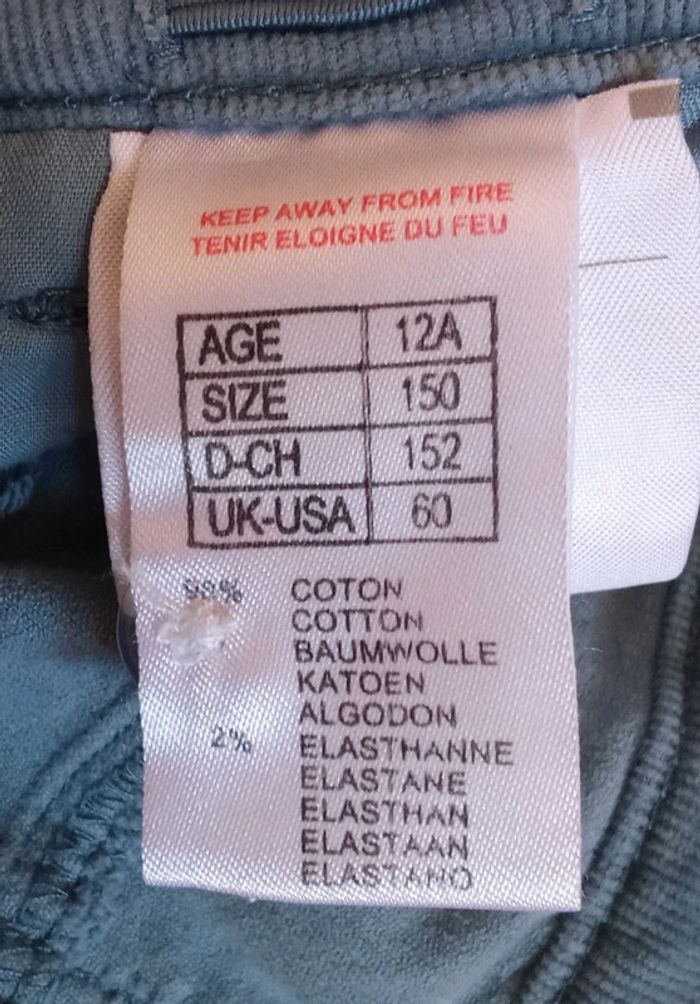 KEEP AWAY FROM FIRE
TENIR ELOIGNE DU FEU
AGE 12A
SIZE 150
D-CH 152
UK-USA 60
98% COTON
COTTON
BAUMWOLLE
KATOEN
ALGODON
2% ELASTHANNE
ELASTANE
ELASTHAN
ELASTAAN
ELASTANO